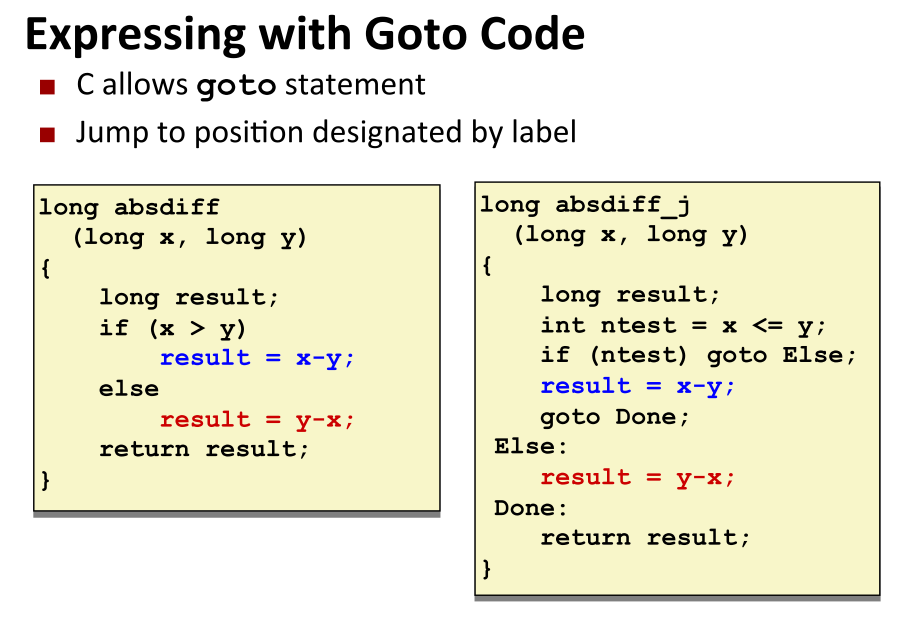 Expressing with Goto Code
C allows goto statement
Jump to position designated by label
long absdiff
(long x, long y)
{
long result;
if (x > y)
result = x-y;
else
result = y-x;
return result;
}
long absdiff_j
(long x, long y)
{
long result;
int ntest = x <= y;
if (ntest) goto Else;
result = x-y;
goto Done;
Else:
result = y-x;
Done:
return result;
}